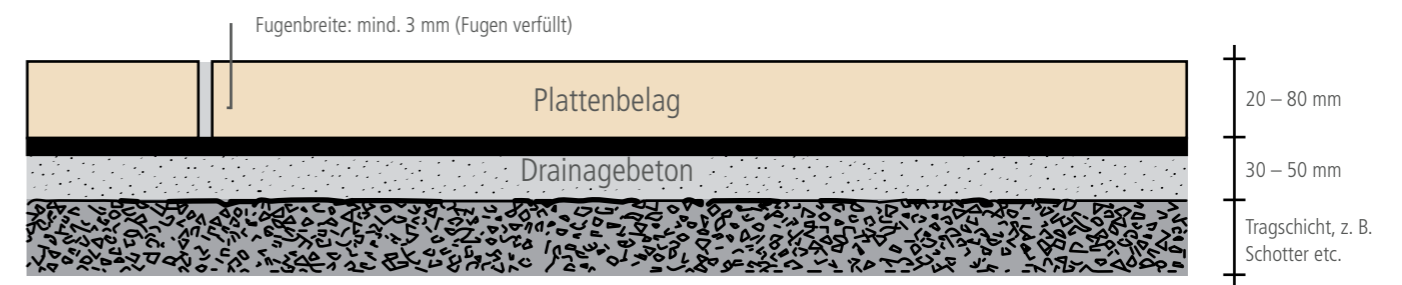 Fugenbreite: mind. 3 mm (Fugen verfüllt)
Plattenbelag
20 – 80 mm
Drainagebeton
30 – 50 mm
Tragschicht, z. B.
Schotter etc.